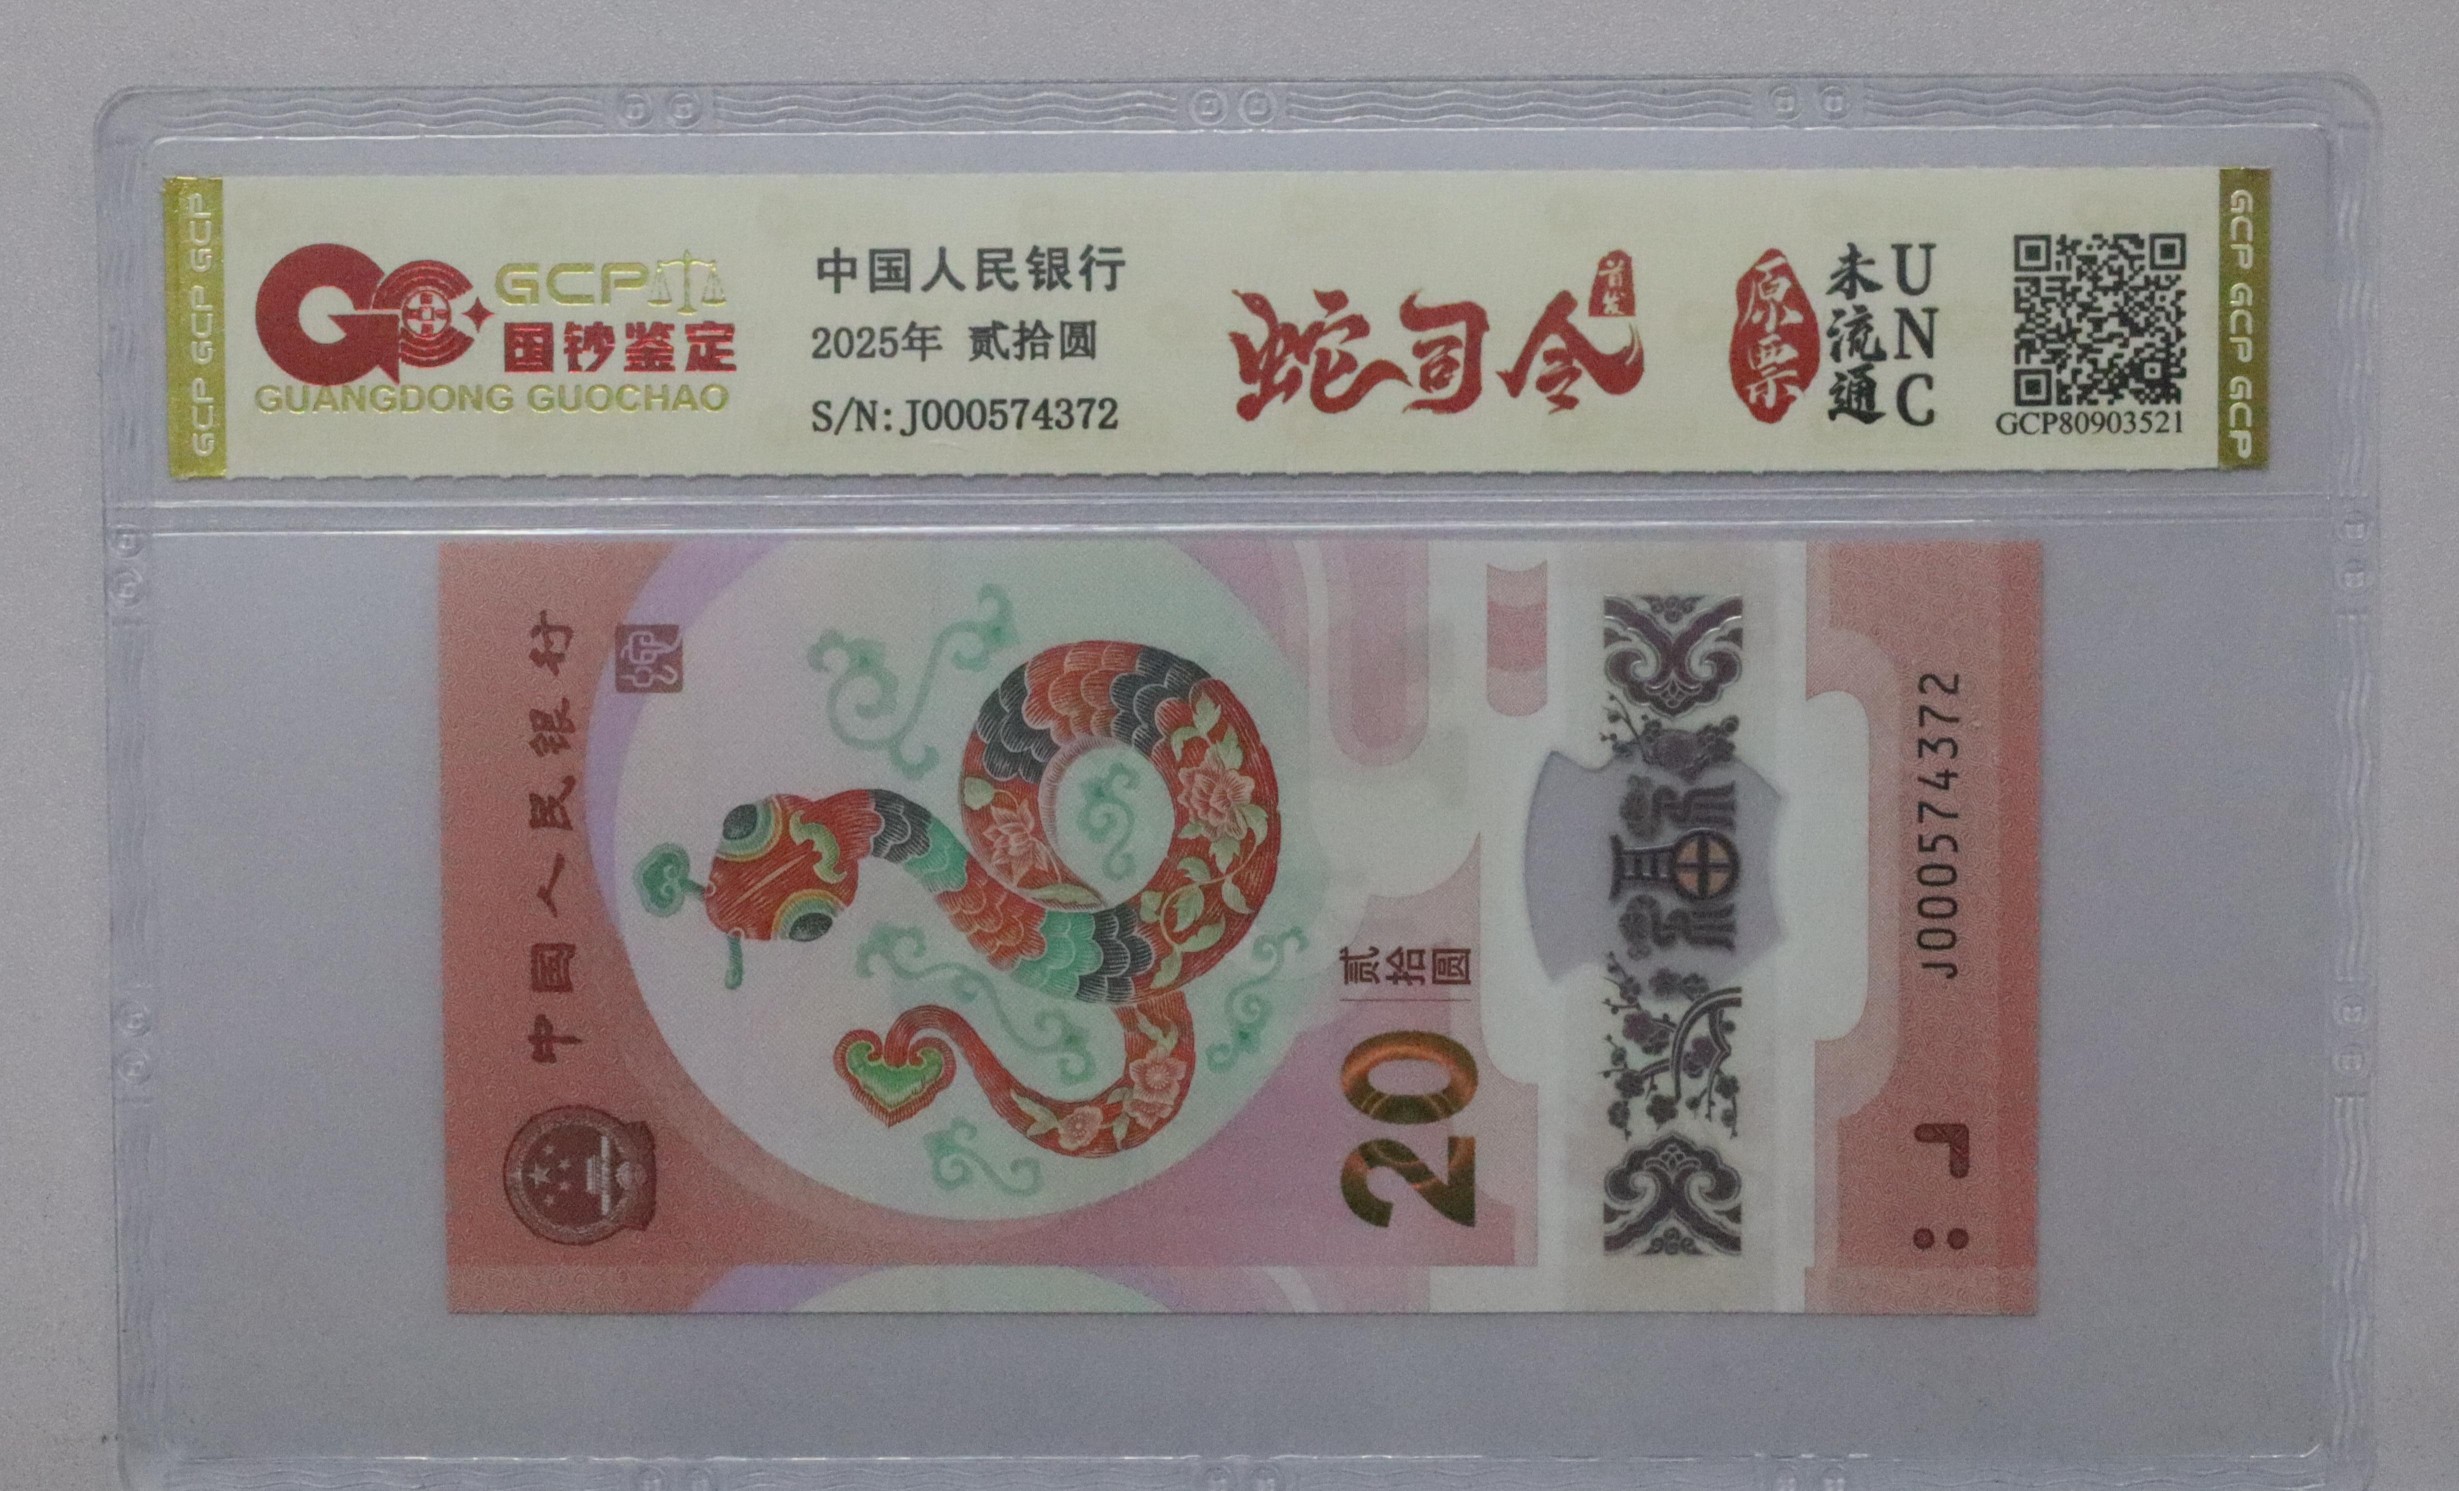 GCP GCP GCP
GCP
国钞鉴定
GUANGDONG GUOCHAO
中国人民银行
2025年 贰拾圆
S/N:J000574372
蛇司令
首发
原票
未流通
UNC
GCP80903521
GCP GCP GCP
中国人民银行
蛇
贰拾圆
20
福
J000574372